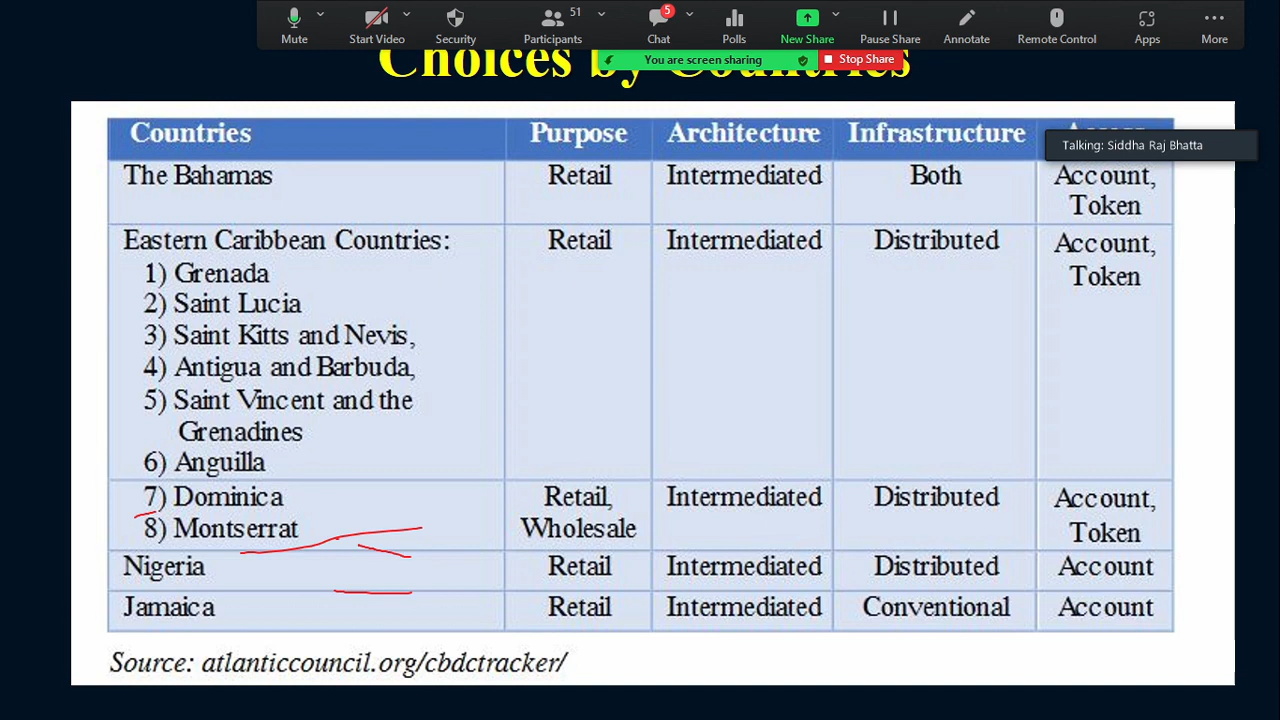 Mute Start Video Security Participants 51 Chat 5 Polls New Share Pause Share Annotate Remote Control Apps More
Choices by Countries
You are screen sharing Stop Share
Talking: Siddha Raj Bhatta
Countries Purpose Architecture Infrastructure
The Bahamas Retail Intermediated Both Account,
Token
Eastern Caribbean Countries: Retail Intermediated Distributed Account,
1) Grenada Token
2) Saint Lucia
3) Saint Kitts and Nevis,
4) Antigua and Barbuda,
5) Saint Vincent and the
Grenadines
6) Anguilla
7) Dominica Retail, Intermediated Distributed Account,
8) Montserrat Wholesale Token
Nigeria Retail Intermediated Distributed Account
Jamaica Retail Intermediated Conventional Account
Source: atlanticcouncil.org/cbdctracker/